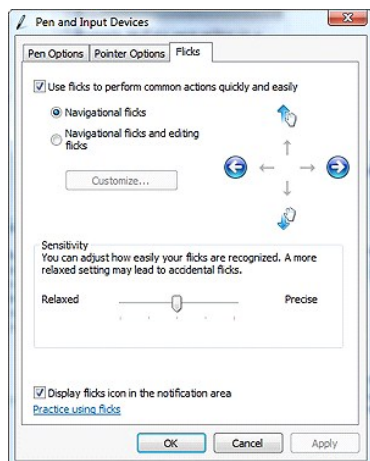 Pen and Input Devices
Pen Options Pointer Options Flicks
Use flicks to perform common actions quickly and easily
Navigational flicks
Navigational flicks and editing
flicks
Customize...
Sensitivity
You can adjust how easily your flicks are recognized. A more
relaxed setting may lead to accidental flicks.
Relaxed Precise
Display flicks icon in the notification area
Practice using flicks
OK Cancel Apply